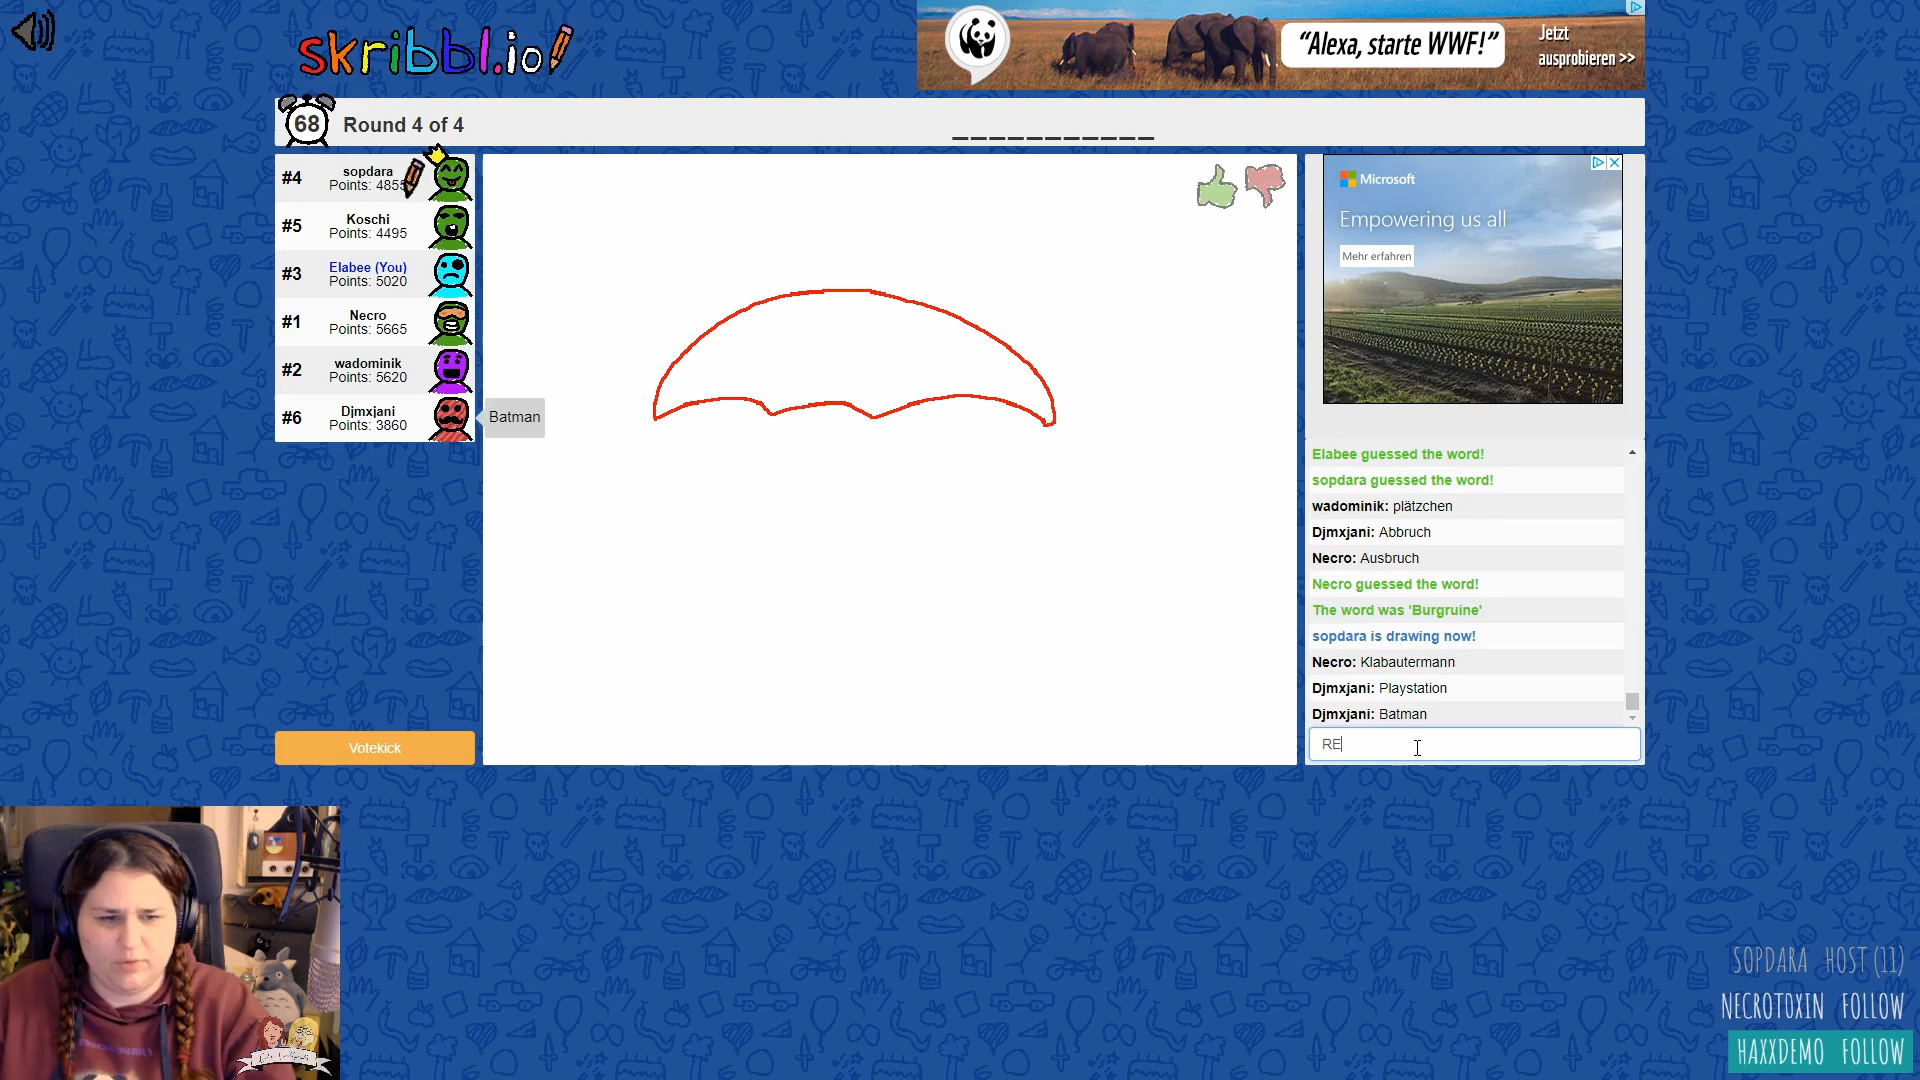 skribbl.io
“Alexa, starte WWF!”
Jetzt
ausprobieren >>
68
Round 4 of 4
___________
#4
sopdara
Points: 4855
#5
Koschi
Points: 4495
#3
Elabee (You)
Points: 5020
#1
Necro
Points: 5665
#2
wadominik
Points: 5620
#6
Djmxjani
Points: 3860
Batman
Votekick
Microsoft
Empowering us all
Mehr erfahren
Elabee guessed the word!
sopdara guessed the word!
wadominik: plätzchen
Djmxjani: Abbruch
Necro: Ausbruch
Necro guessed the word!
The word was 'Burgruine'
sopdara is drawing now!
Necro: Klabautermann
Djmxjani: Playstation
Djmxjani: Batman
RE
SOPDARA HOST (11)
NECROTOXIN FOLLOW
HAXXDEMO FOLLOW